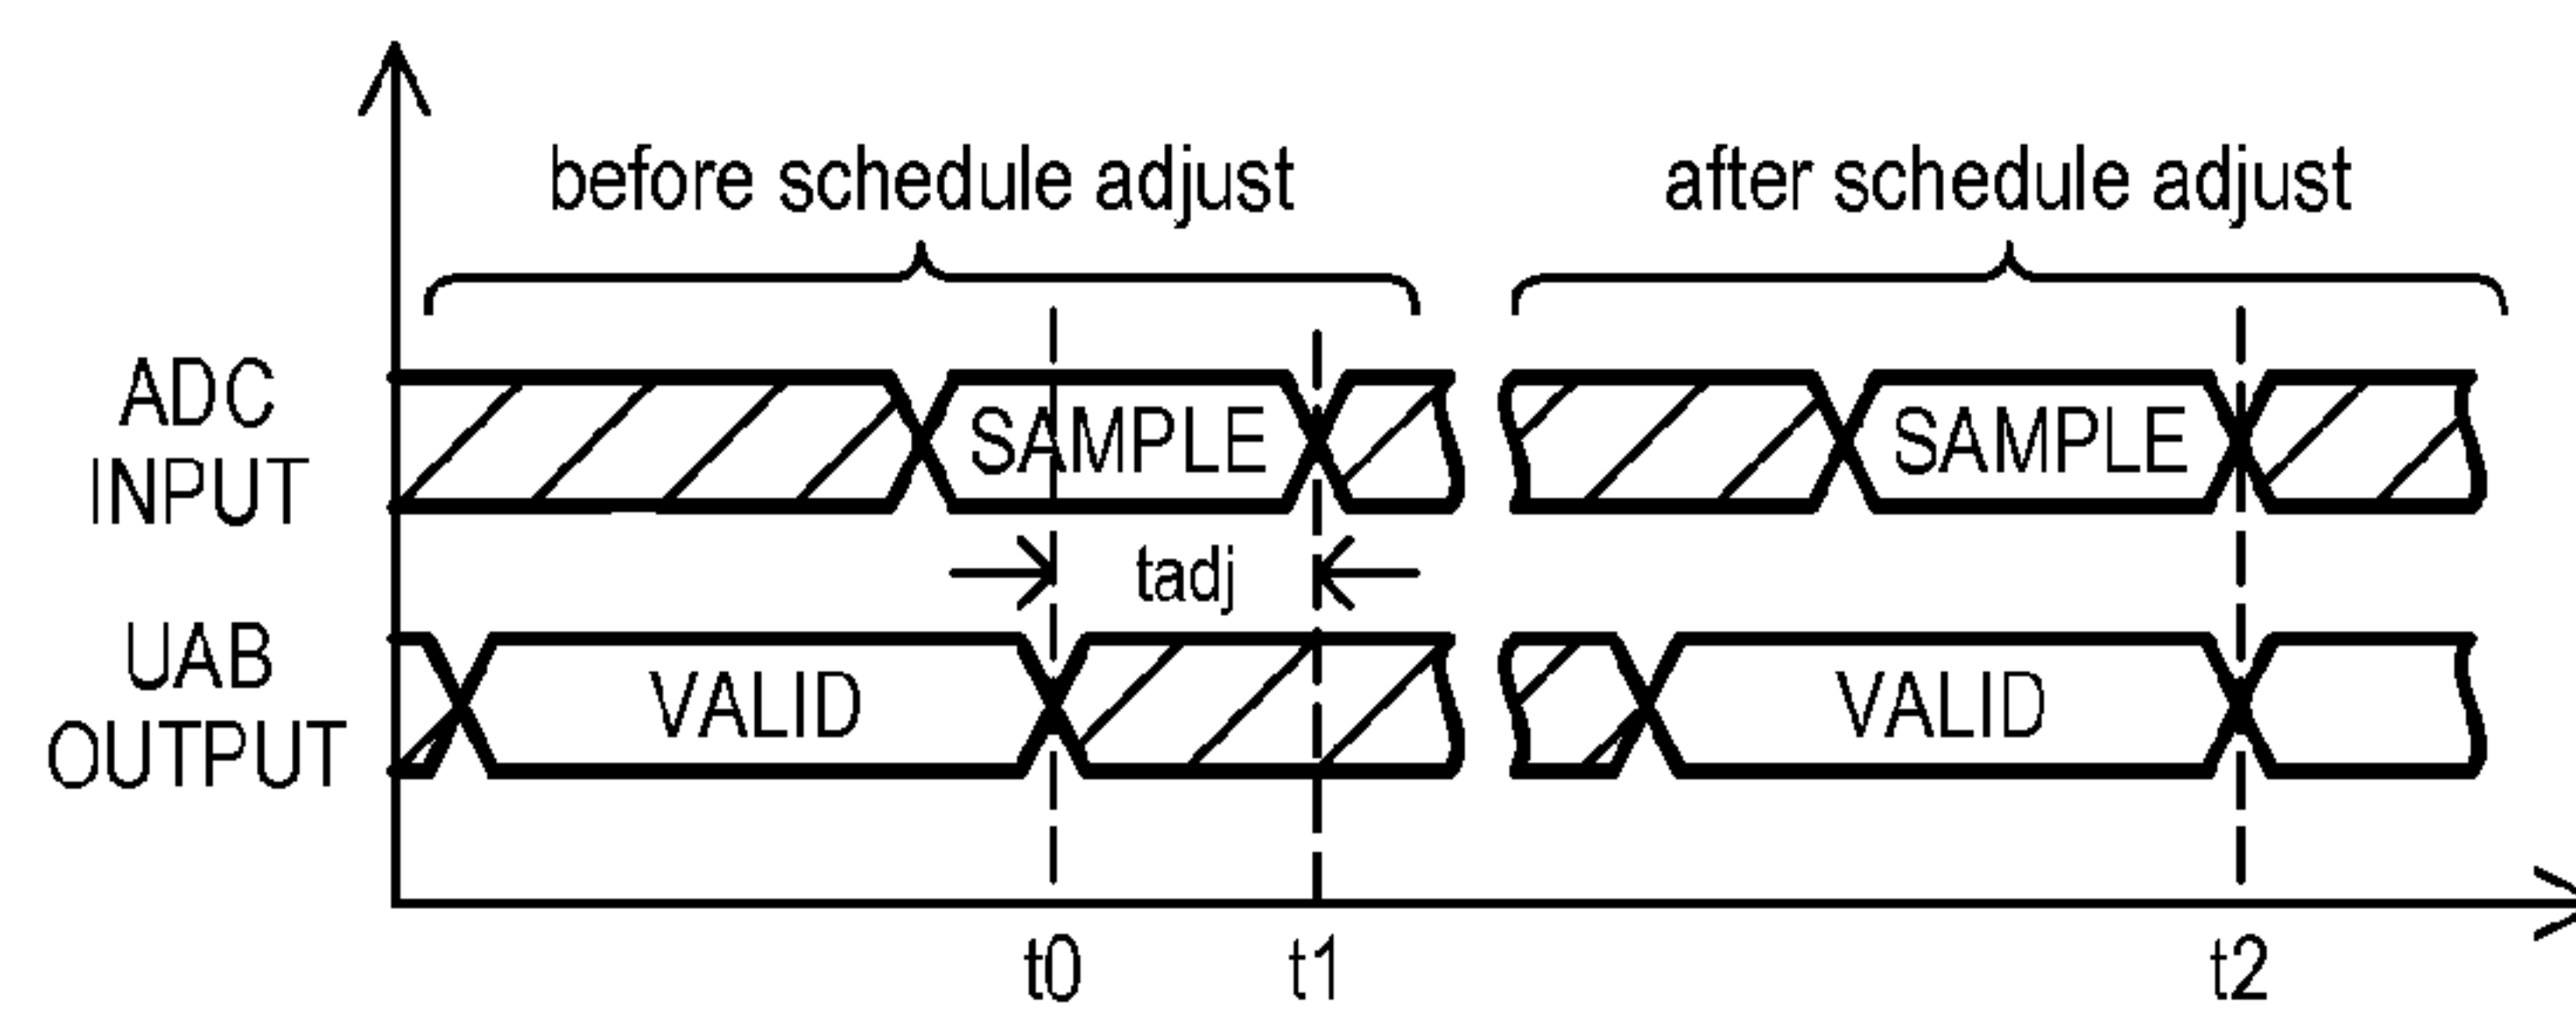 before schedule adjust
after schedule adjust
ADC
INPUT
SAMPLE
SAMPLE
tadj
UAB
OUTPUT
VALID
VALID
t0
t1
t2